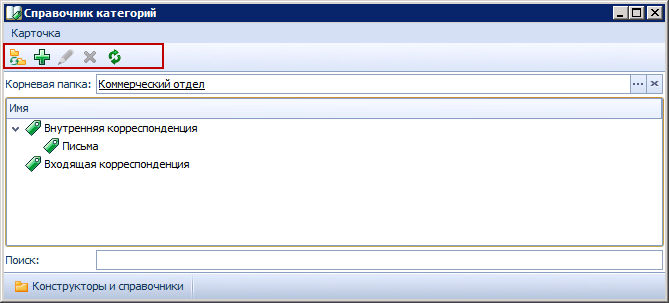 Справочник категорий
Карточка
Корневая папка: Коммерческий отдел
Имя
Внутренняя корреспонденция
Письма
Входящая корреспонденция
Поиск:
Конструкторы и справочники